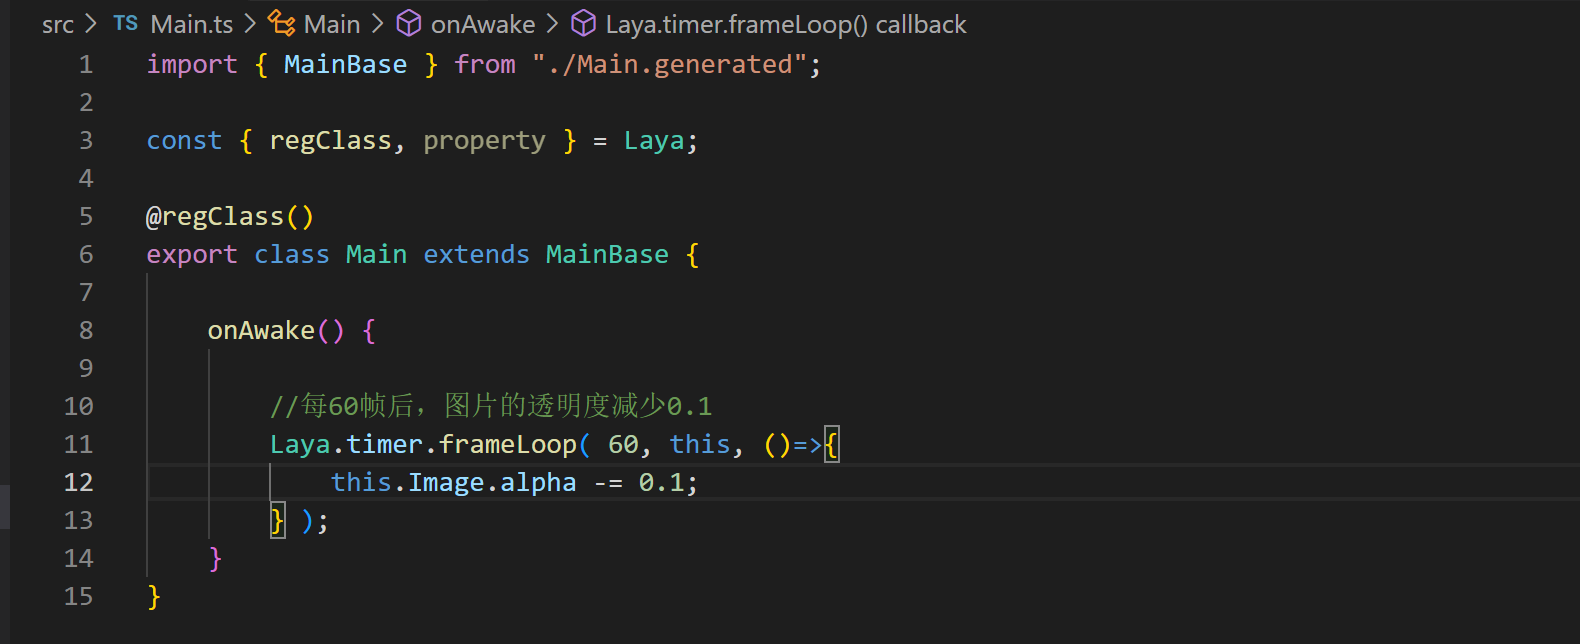 src > TS Main.ts > Main > onAwake > Laya.timer.frameLoop() callback
1 import { MainBase } from "./Main.generated";
2
3 const { regClass, property } = Laya;
4
5 @regClass()
6 export class Main extends MainBase {
7
8     onAwake() {
9
10         //每60帧后，图片的透明度减少0.1
11         Laya.timer.frameLoop( 60, this, ()=>{
12             this.Image.alpha -= 0.1;
13         } );
14     }
15 }